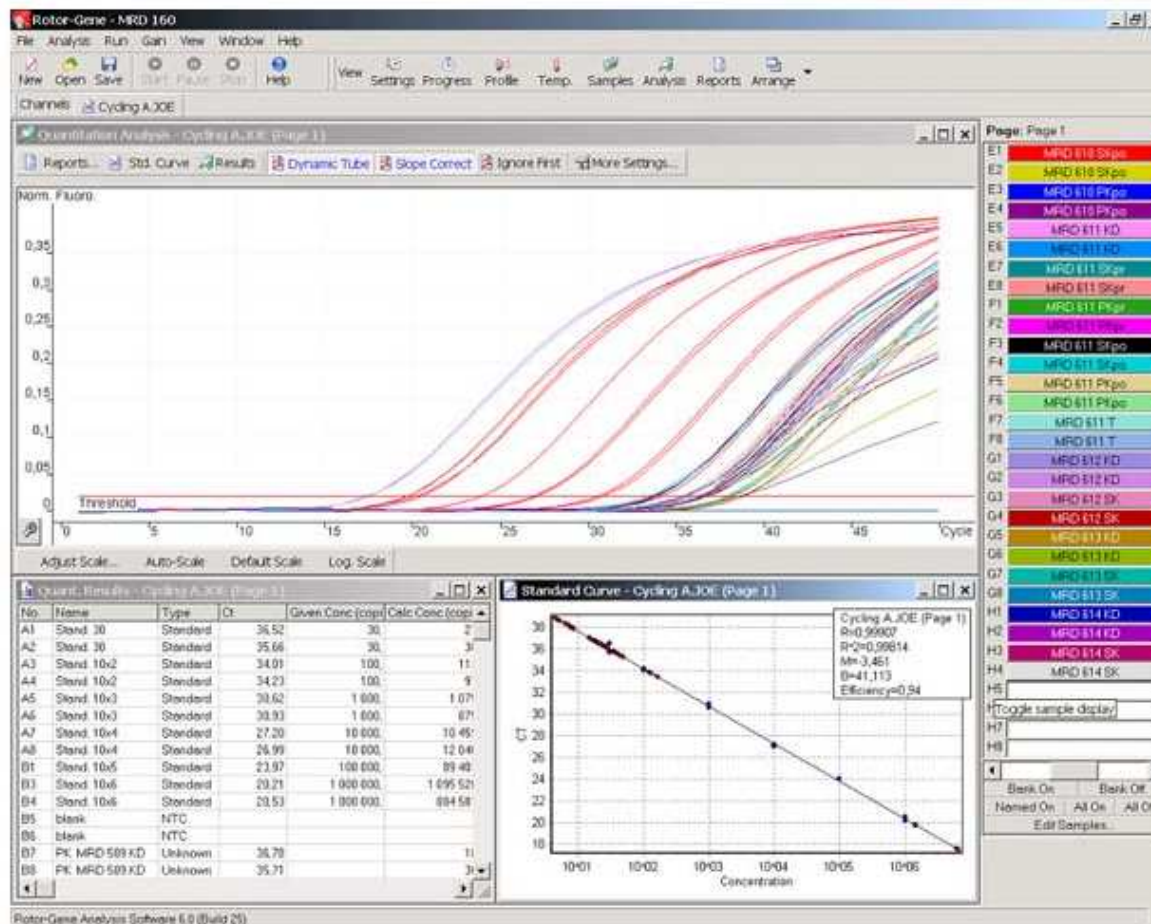 Rotor-Gene - MRD 160
File Analysis Run Gain View Window Help
New Open Save Start Pause Stop Help View Settings Progress Profile Temp. Samples Analysis Reports Arrange
Channels Cycling A.JOE
Quantitation Analysis - Cycling A.JOE (Page 1)
Reports... Std. Curve Results Dynamic Tube Slope Correct Ignore First More Settings...
Norm. Fluoro.
0,35
0,3
0,25
0,2
0,15
0,1
0,05
0
Threshold
0 5 10 15 20 25 30 35 40 45 Cycle
Adjust Scale... Auto-Scale Default Scale Log. Scale
Quant. Results - Cycling A.JOE (Page 1)
No. Name Type Ct Given Conc (copi Calc Conc (copi
A1 Stand. 30 Standard 36,52 30,
A2 Stand. 30 Standard 35,66 30,
A3 Stand. 10x2 Standard 34,01 100,
A4 Stand. 10x2 Standard 34,23 100,
A5 Stand. 10x3 Standard 30,62 1 000,
A6 Stand. 10x3 Standard 30,93 1 000,
A7 Stand. 10x4 Standard 27,20 10 000,
A8 Stand. 10x4 Standard 26,99 10 000,
B1 Stand. 10x5 Standard 23,97 100 000,
B3 Stand. 10x6 Standard 20,21 1 000 000,
B4 Stand. 10x6 Standard 20,53 1 000 000,
B5 blank NTC
B6 blank NTC
B7 PK MRD 589 KD Unknown
B8 PK MRD 589 KD Unknown 35,71
Standard Curve - Cycling A.JOE (Page 1)
Cycling A.JOE (Page 1)
R=0,99907
R^2=0,99814
M=-3,461
B=41,113
Efficiency=0,94
CT
38
36
34
32
30
28
26
24
22
20
18
10^01 10^02 10^03 10^04 10^05 10^06
Concentration
Page: Page 1
E1 MRD 610 SKpo
E2 MRD 610 SKpo
E3 MRD 610 PKpo
E4 MRD 610 PKpo
E5 MRD 611 KD
E6 MRD 611 KD
E7 MRD 611 SKpr
E8 MRD 611 SKpr
F1 MRD 611 PKpr
F2 MRD 611 PKpr
F3 MRD 611 SKpo
F4 MRD 611 SKpo
F5 MRD 611 PKpo
F6 MRD 611 PKpo
F7 MRD 611 T
F8 MRD 611 T
G1 MRD 612 KD
G2 MRD 612 KD
G3 MRD 612 SK
G4 MRD 612 SK
G5 MRD 613 KD
G6 MRD 613 KD
G7 MRD 613 SK
G8 MRD 613 SK
H1 MRD 614 KD
H2 MRD 614 KD
H3 MRD 614 SK
H4 MRD 614 SK
H5
Toggle sample display
H7
H8
Bank On Bank Off
Named On All On
Edit Samples...
Rotor-Gene Analysis Software 6.0 (Build 25)